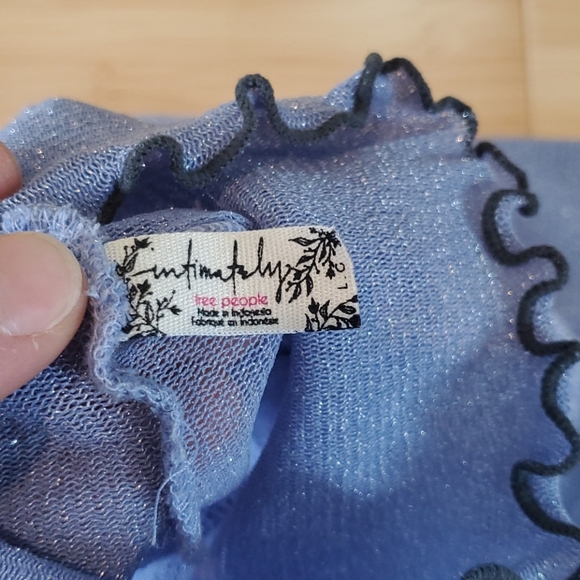 intimately
free people
Made in Indonesia
Fabriqué en Indonésie